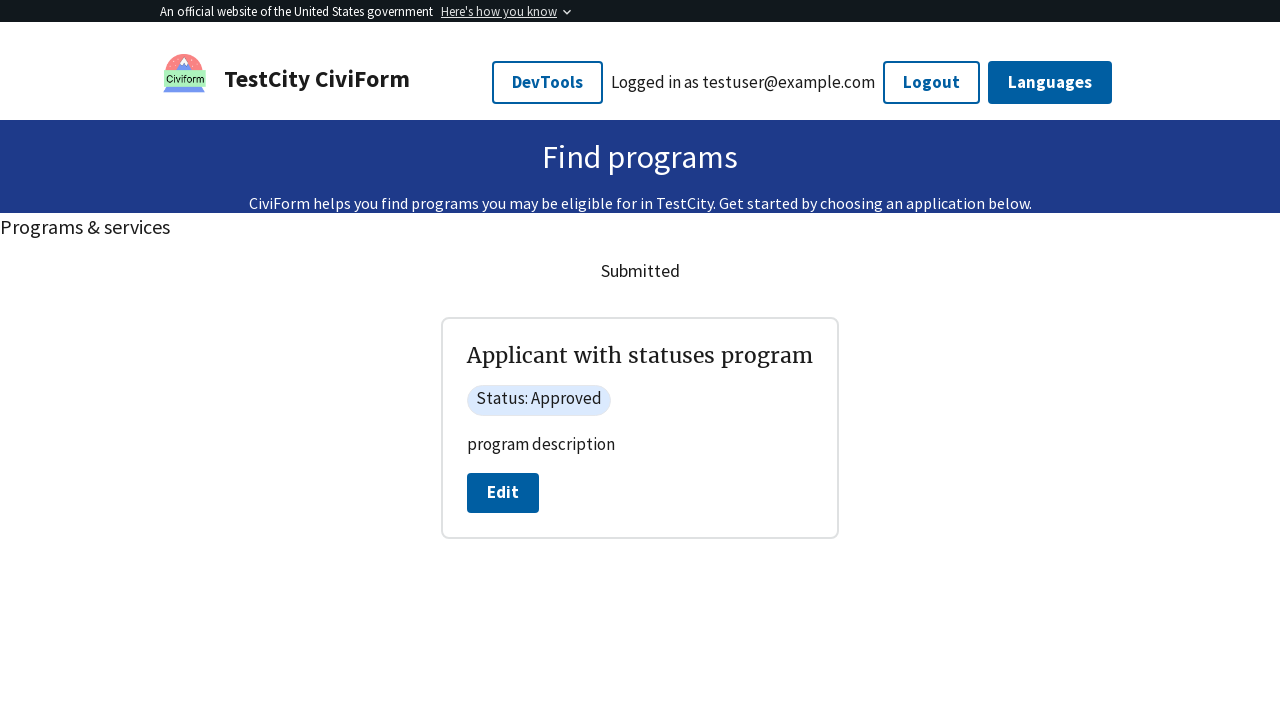 An official website of the United States government Here's how you know
Civiform
TestCity CiviForm
DevTools
Logged in as testuser@example.com
Logout
Languages
Find programs
CiviForm helps you find programs you may be eligible for in TestCity. Get started by choosing an application below.
Programs & services
Submitted
Applicant with statuses program
Status: Approved
program description
Edit